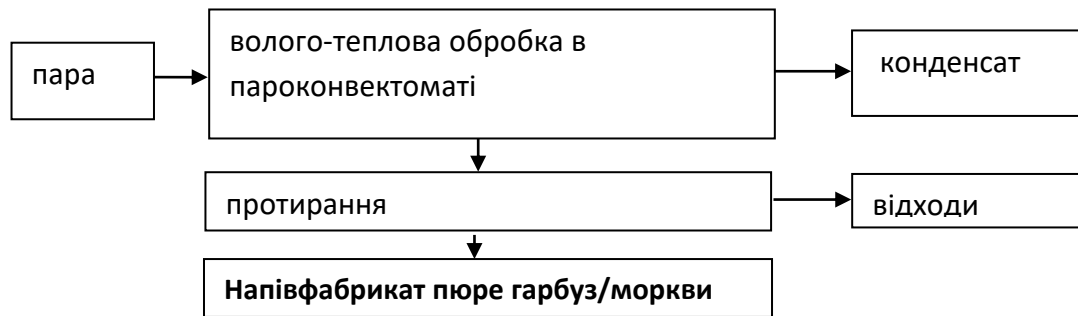 пара
волого-теплова обробка в
пароконвектоматі
конденсат
протирання
відходи
Напівфабрикат пюре гарбуз/моркви